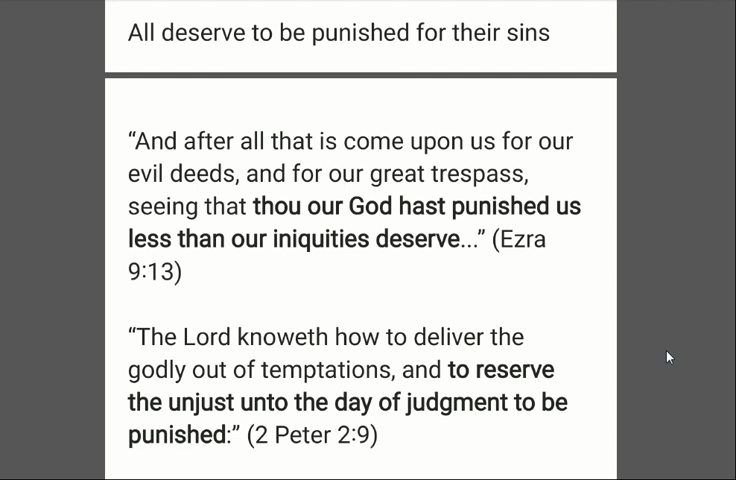 All deserve to be punished for their sins
“And after all that is come upon us for our
evil deeds, and for our great trespass,
seeing that thou our God hast punished us
less than our iniquities deserve...” (Ezra
9:13)
“The Lord knoweth how to deliver the
godly out of temptations, and to reserve
the unjust unto the day of judgment to be
punished:” (2 Peter 2:9)